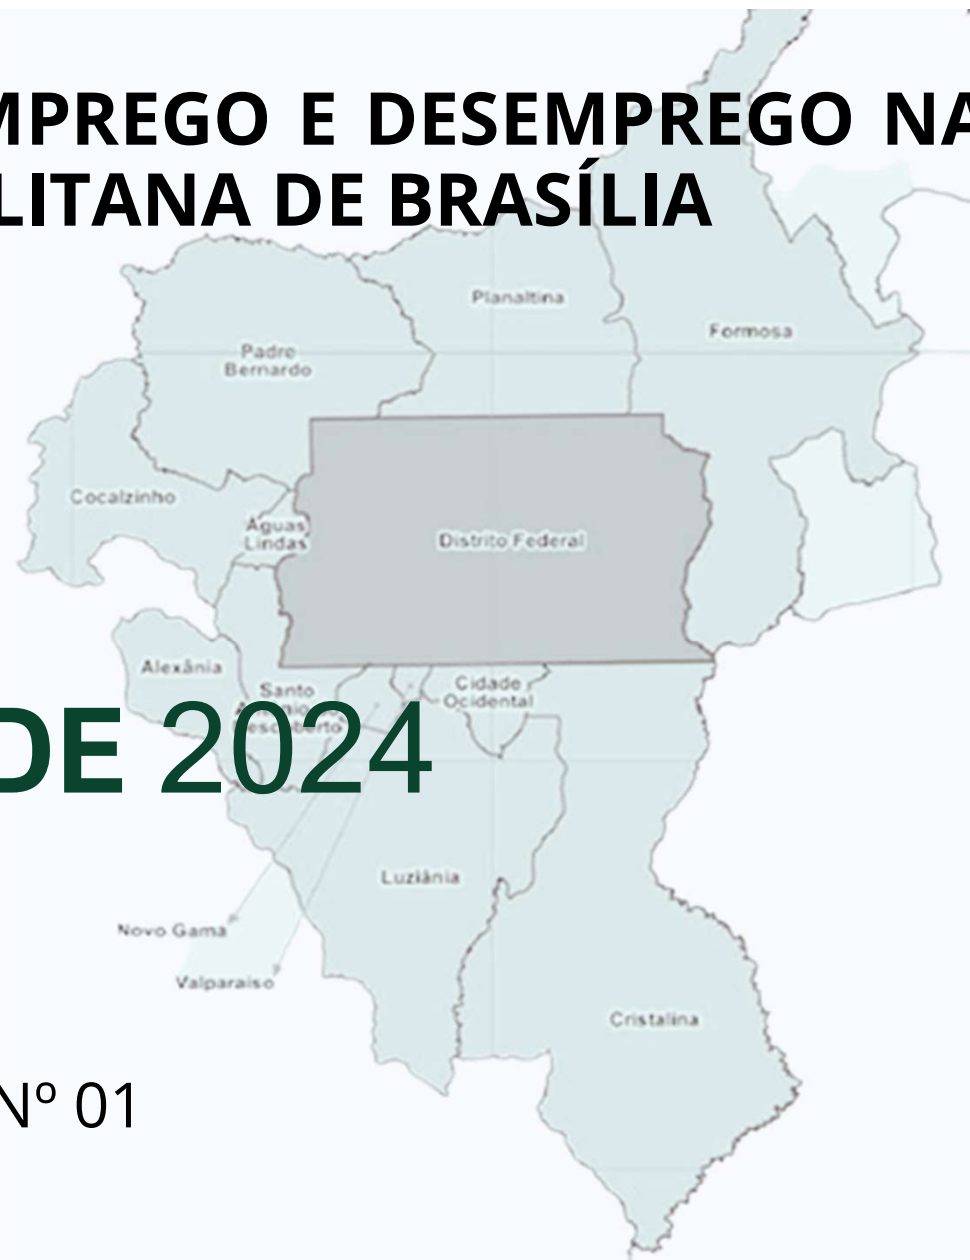 MPREGO E DESEMPREGO NA
LITANA DE BRASÍLIA
Planaltina
Formosa
Padre
Bernardo
Cocalzinho
Águas
Lindas
Distrito Federal
Alexânia
Santo
Cidade
Ocidental
DE 2024
Luziânia
Novo Gama
Valparaiso
Cristalina
Nº 01